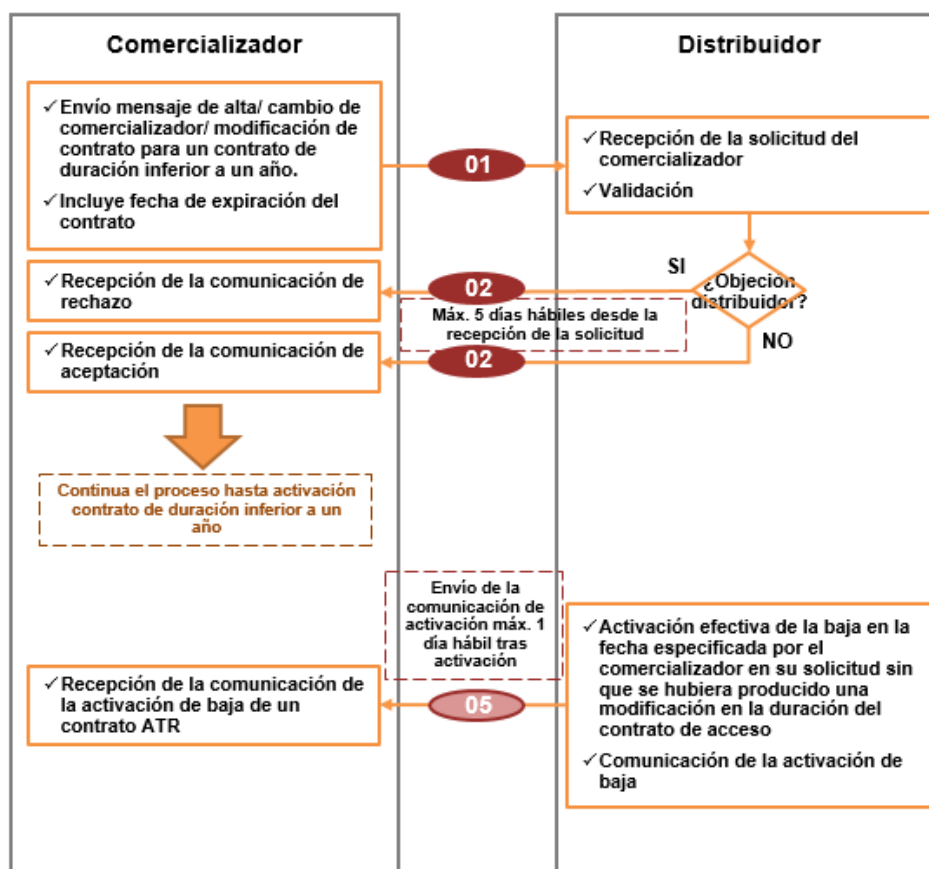 Comercializador
Distribuidor
✓Envío mensaje de alta/ cambio de
comercializador/ modificación de
contrato para un contrato de
duración inferior a un año.
✓Incluye fecha de expiración del
contrato
01
✓Recepción de la solicitud del
comercializador
✓Validación
SI
¿Objeción
distribuidor?
NO
✓Recepción de la comunicación de
rechazo
02
Máx. 5 días hábiles desde la
recepción de la solicitud
✓Recepción de la comunicación de
aceptación
02
Continua el proceso hasta activación
contrato de duración inferior a un
año
Envío de la
comunicación de
activación máx. 1
día hábil tras
activación
✓Activación efectiva de la baja en la
fecha especificada por el
comercializador en su solicitud sin
que se hubiera producido una
modificación en la duración del
contrato de acceso
✓Comunicación de la activación de
baja
05
✓Recepción de la comunicación de
la activación de baja de un
contrato ATR